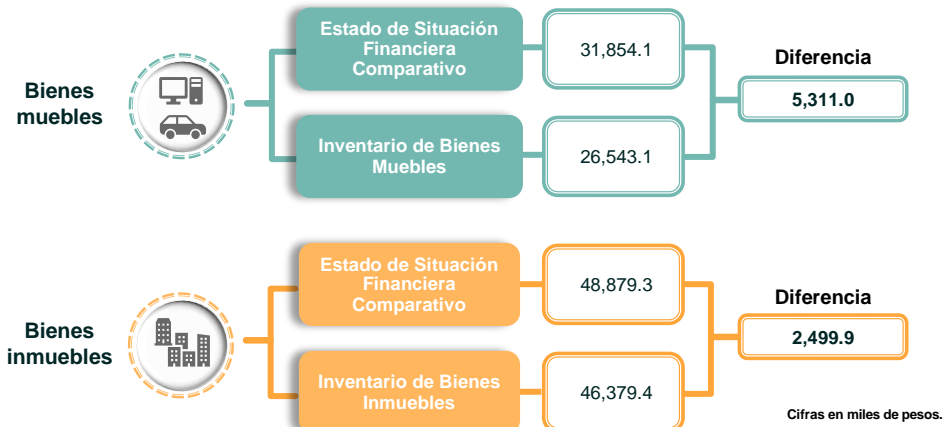 Bienes
muebles
Estado de Situación
Financiera
Comparativo
31,854.1
Inventario de Bienes
Muebles
26,543.1
Diferencia
5,311.0
Bienes
inmuebles
Estado de Situación
Financiera
Comparativo
48,879.3
Inventario de Bienes
Inmuebles
46,379.4
Diferencia
2,499.9
Cifras en miles de pesos.